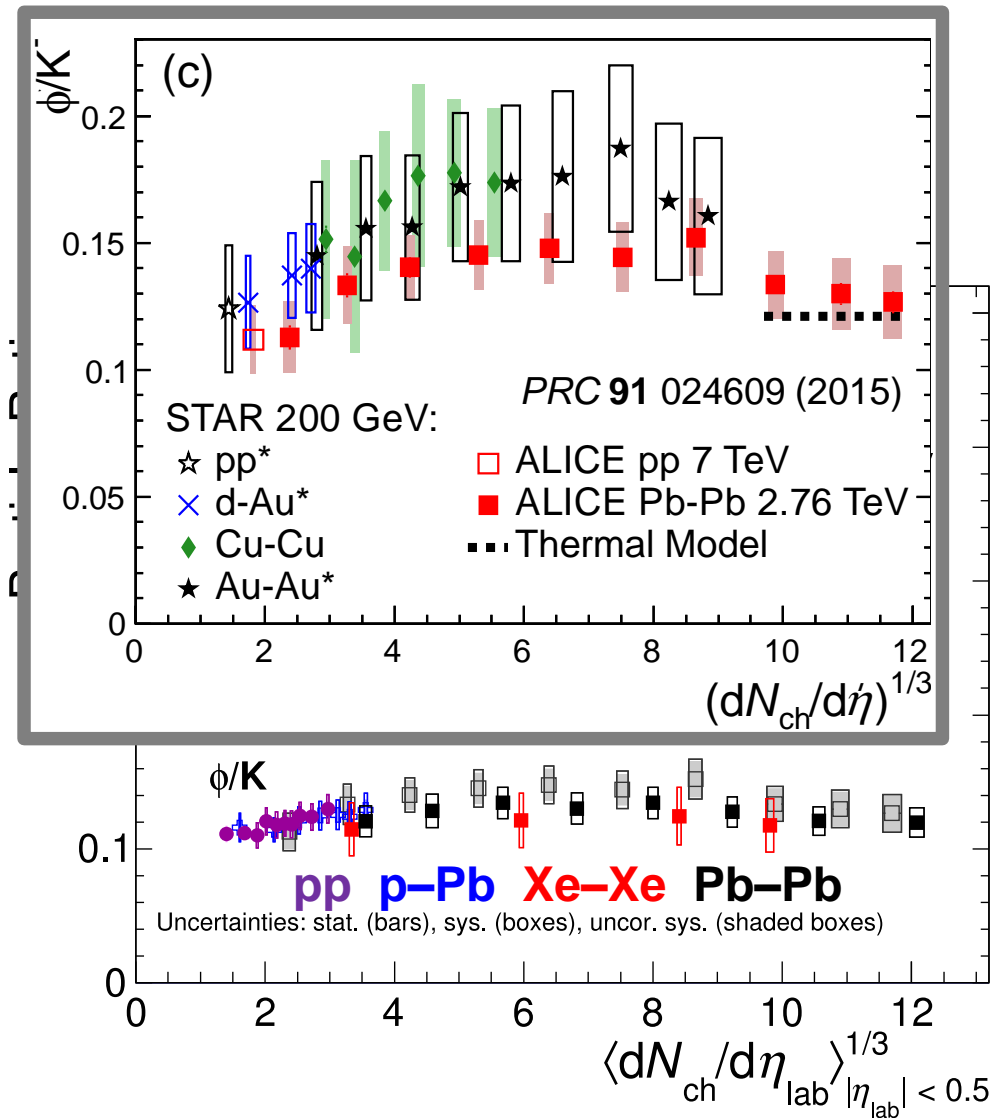 (c)
ϕ/K⁻
0.2
0.15
0.1
0.05
0
PRC 91 024609 (2015)
STAR 200 GeV:
pp*
d-Au*
Cu-Cu
Au-Au*
ALICE pp 7 TeV
ALICE Pb-Pb 2.76 TeV
Thermal Model
0 2 4 6 8 10 12
(dN_ch/dη)^1/3
ϕ/K
0.1
pp p–Pb Xe–Xe Pb–Pb
Uncertainties: stat. (bars), sys. (boxes), uncor. sys. (shaded boxes)
0
0 2 4 6 8 10 12
⟨dN_ch/dη_lab⟩^1/3_|η_lab| < 0.5